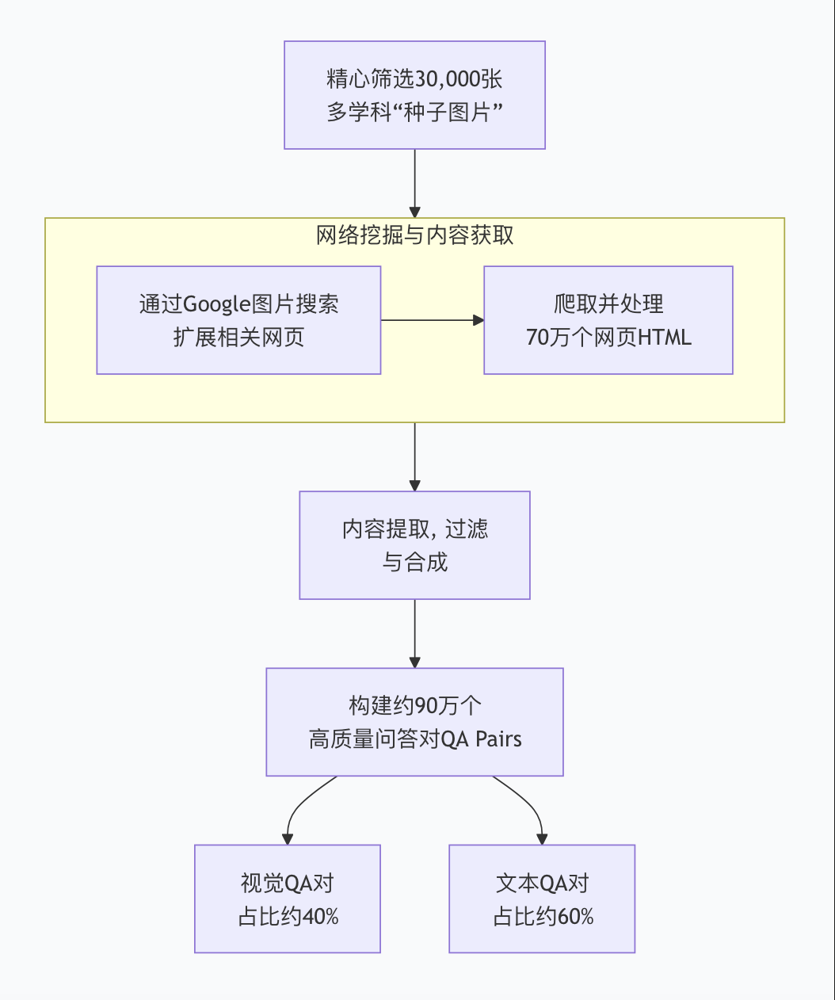 精心筛选30,000张
多学科“种子图片”
网络挖掘与内容获取
通过Google图片搜索
扩展相关网页
爬取并处理
70万个网页HTML
内容提取, 过滤
与合成
构建约90万个
高质量问答对QA Pairs
视觉QA对
占比约40%
文本QA对
占比约60%